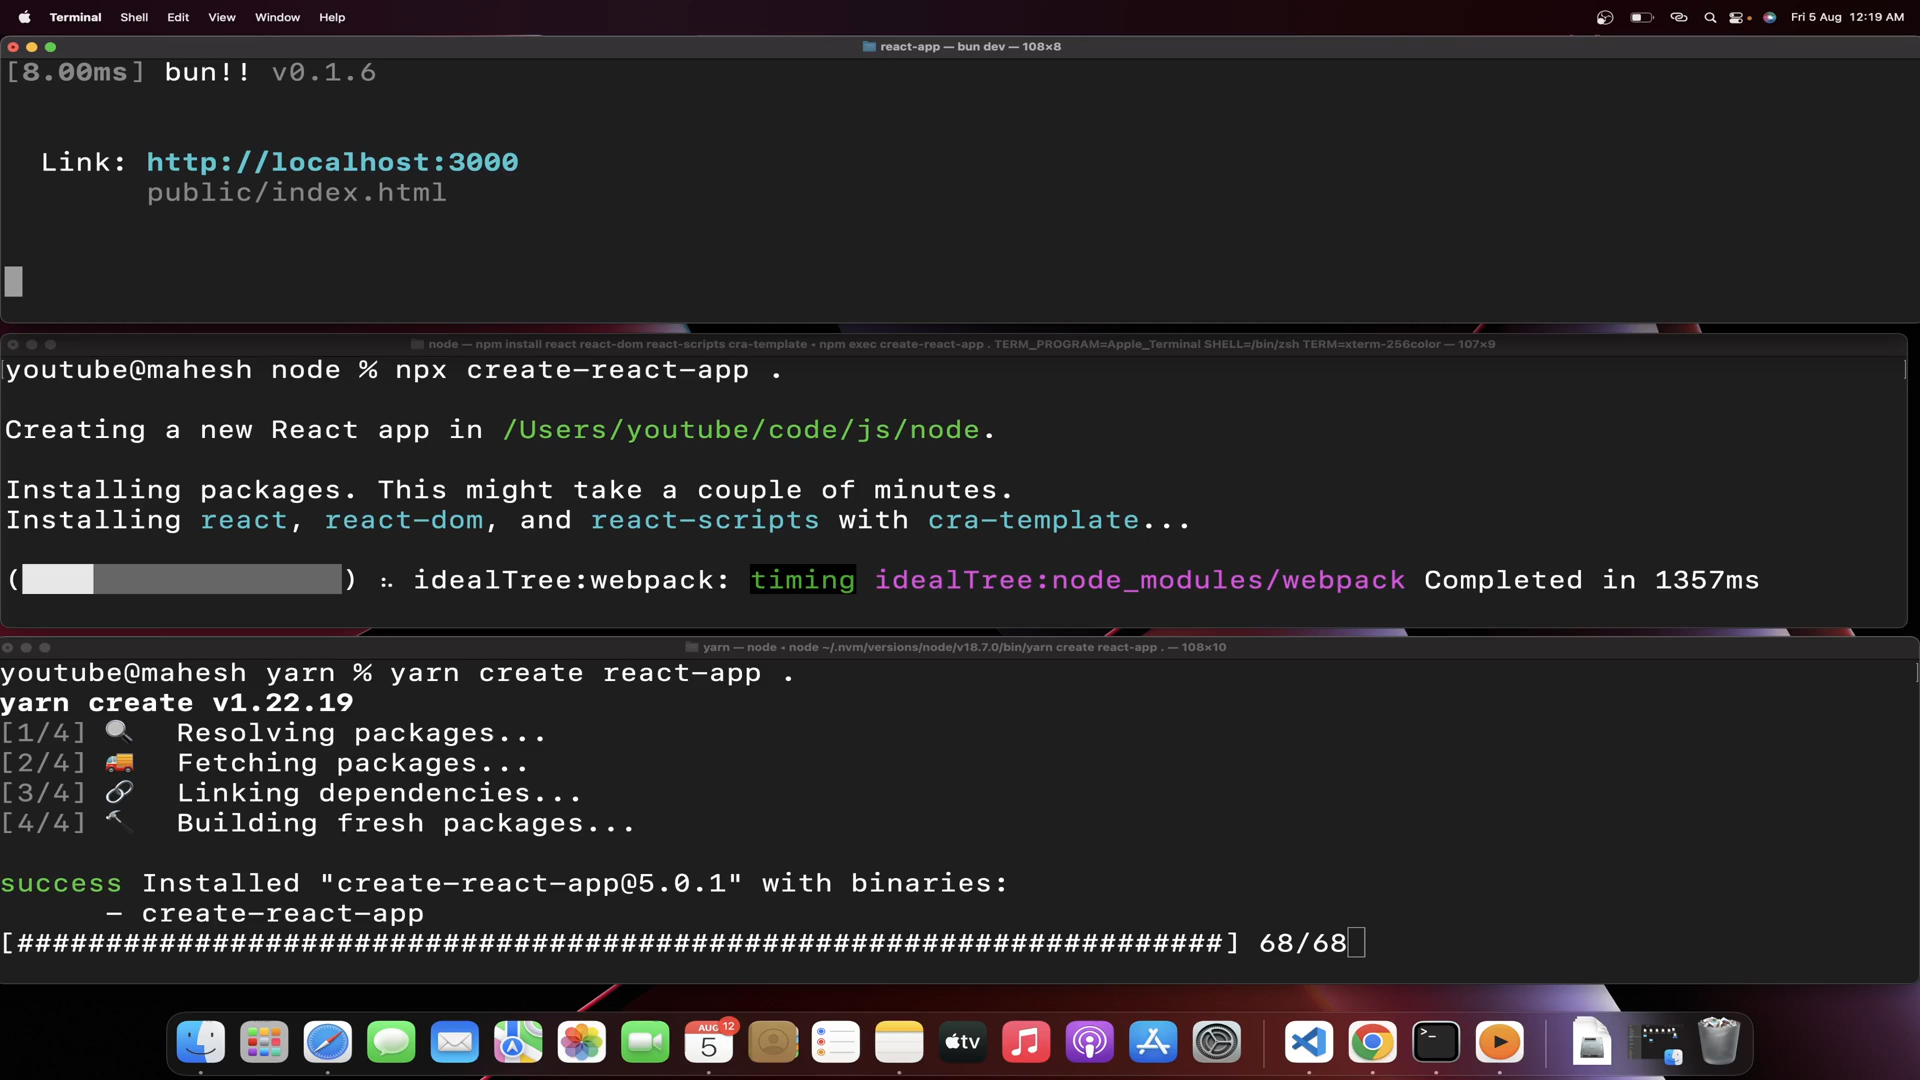 Terminal Shell Edit View Window Help
Fri 5 Aug 12:19 AM
react-app — bun dev — 108×8
[8.00ms] bun!! v0.1.6
Link: http://localhost:3000
public/index.html
node — npm install react react-dom react-scripts cra-template • npm exec create-react-app . TERM_PROGRAM=Apple_Terminal SHELL=/bin/zsh TERM=xterm-256color — 107×9
youtube@mahesh node % npx create-react-app .
Creating a new React app in /Users/youtube/code/js/node.
Installing packages. This might take a couple of minutes.
Installing react, react-dom, and react-scripts with cra-template...
( ) ⠦ idealTree:webpack: timing idealTree:node_modules/webpack Completed in 1357ms
yarn — node • node ~/.nvm/versions/node/v18.7.0/bin/yarn create react-app . — 108×10
youtube@mahesh yarn % yarn create react-app .
yarn create v1.22.19
[1/4] 🔍 Resolving packages...
[2/4] 🚚 Fetching packages...
[3/4] 🔗 Linking dependencies...
[4/4] 🔨 Building fresh packages...
success Installed "create-react-app@5.0.1" with binaries:
- create-react-app
[####################################################################] 68/68
AUG 12
5
tv
>_